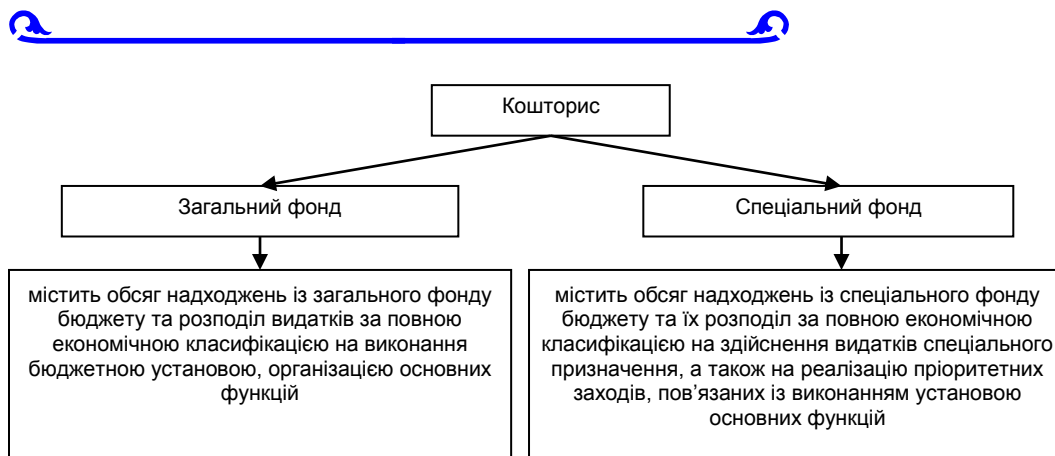 Кошторис
Загальний фонд
Спеціальний фонд
містить обсяг надходжень із загального фонду
бюджету та розподіл видатків за повною
економічною класифікацією на виконання
бюджетною установою, організацією основних
функцій
містить обсяг надходжень із спеціального фонду
бюджету та їх розподіл за повною економічною
класифікацією на здійснення видатків спеціального
призначення, а також на реалізацію пріоритетних
заходів, пов’язаних із виконанням установою
основних функцій